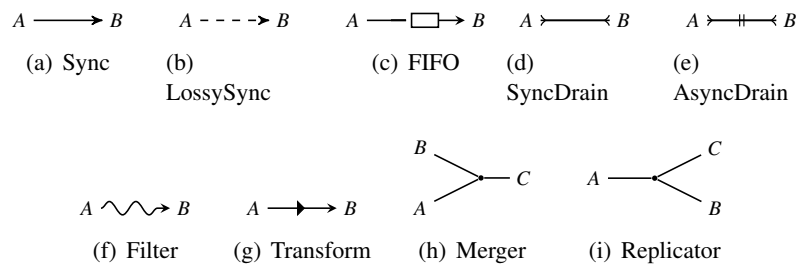 A B A B A B A B A B
(a) Sync (b) LossySync (c) FIFO (d) SyncDrain (e) AsyncDrain
B C
A B A B C A
A B
(f) Filter (g) Transform (h) Merger (i) Replicator